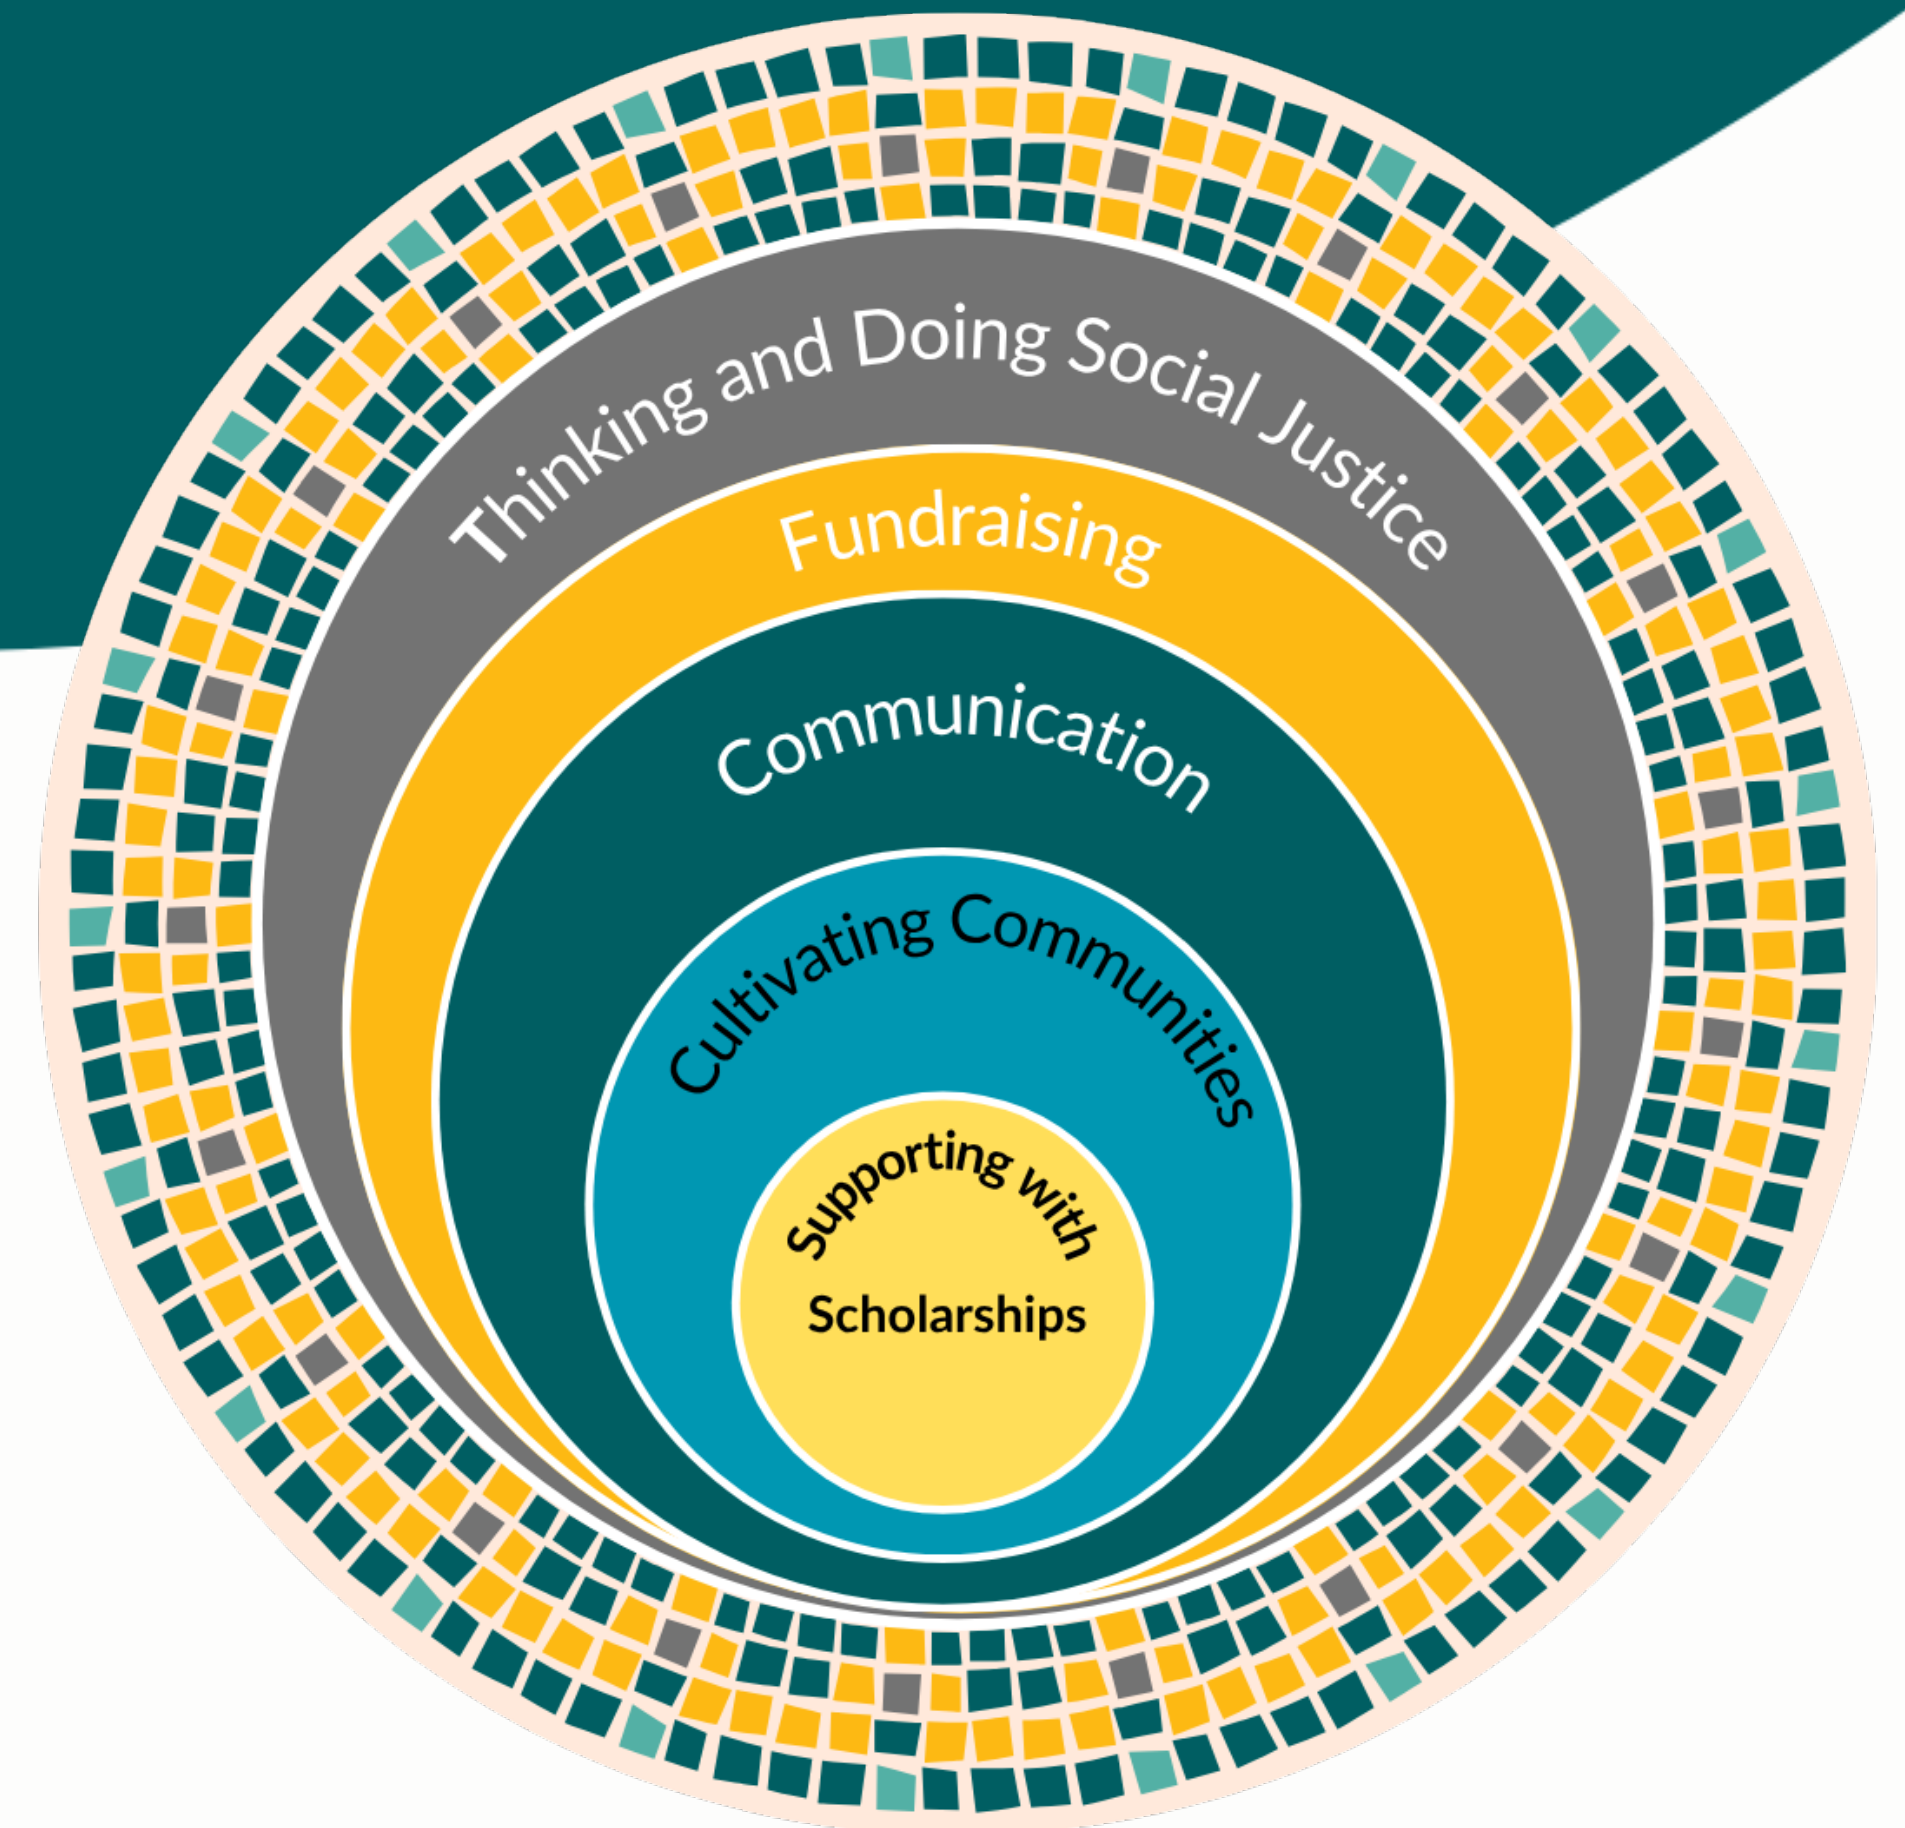 Thinking and Doing Social Justice
Fundraising
Communication
Cultivating Communities
Supporting with
Scholarships